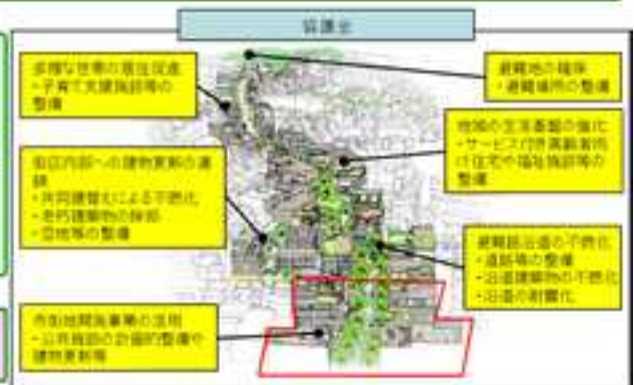 協議会
多様な世帯の居住促進
・子育て支援施設等の
整備
街区内部への建物更新の連
鎖
・共同建替えによる不燃化
・老朽建築物の除却
・空地等の整備
市街地開発事業の活用
・公共施設の計画的整備や
建物更新等
避難地の確保
・避難場所の整備
地域の生活基盤の強化
・サービス付き高齢者向
け住宅や福祉施設等の
整備
避難路沿道の不燃化
・道路等の整備
・沿道建築物の不燃化
・沿道の耐震化